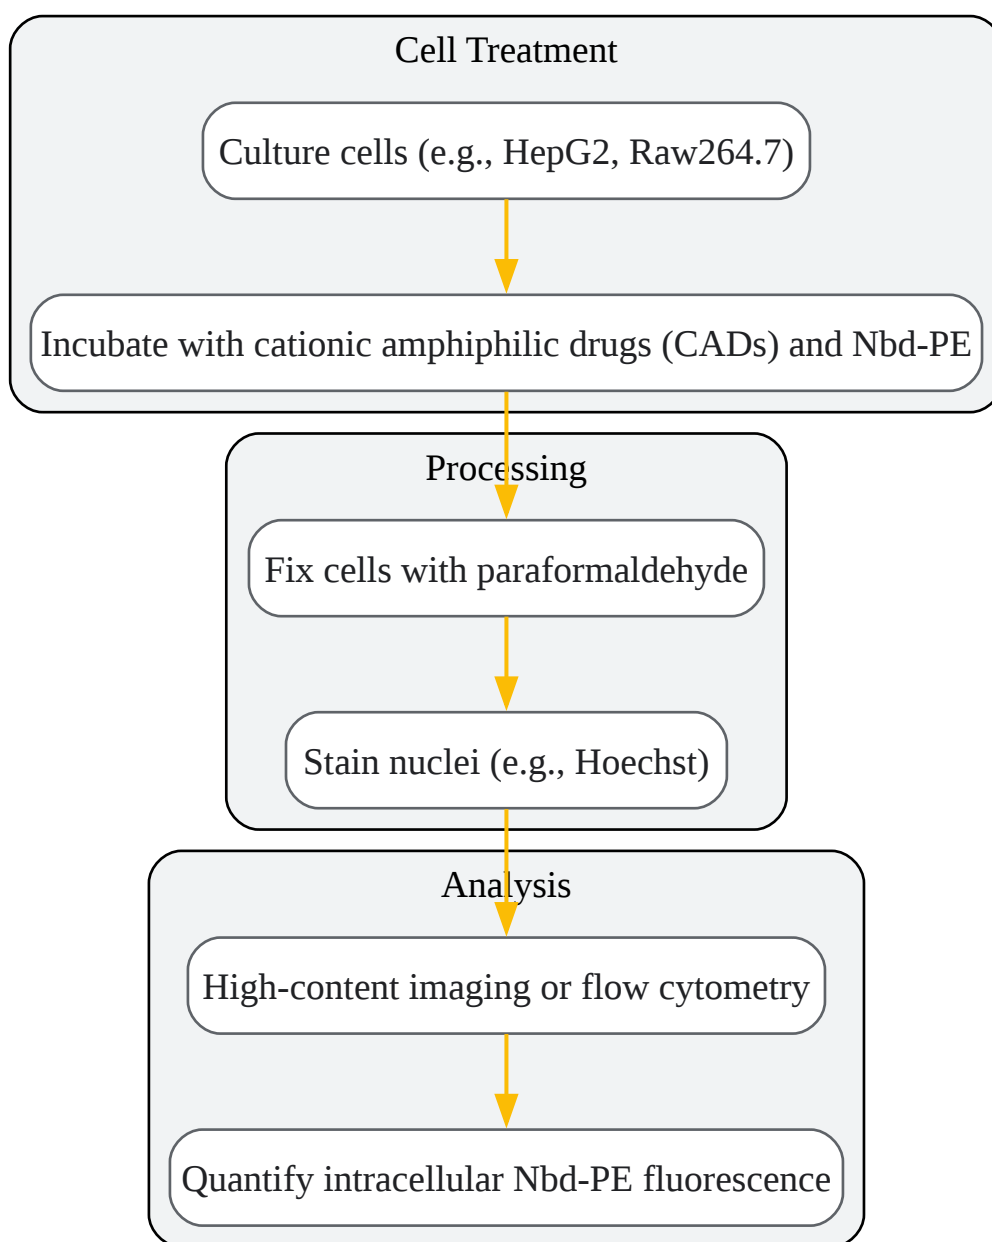 Cell Treatment
Culture cells (e.g., HepG2, Raw264.7)
Incubate with cationic amphiphilic drugs (CADs) and Nbd-PE
Processing
Fix cells with paraformaldehyde
Stain nuclei (e.g., Hoechst)
Analysis
High-content imaging or flow cytometry
Quantify intracellular Nbd-PE fluorescence